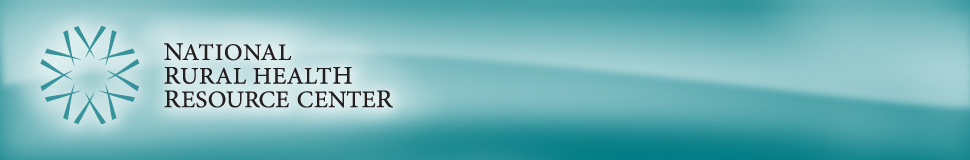 NATIONAL
RURAL HEALTH
RESOURCE CENTER